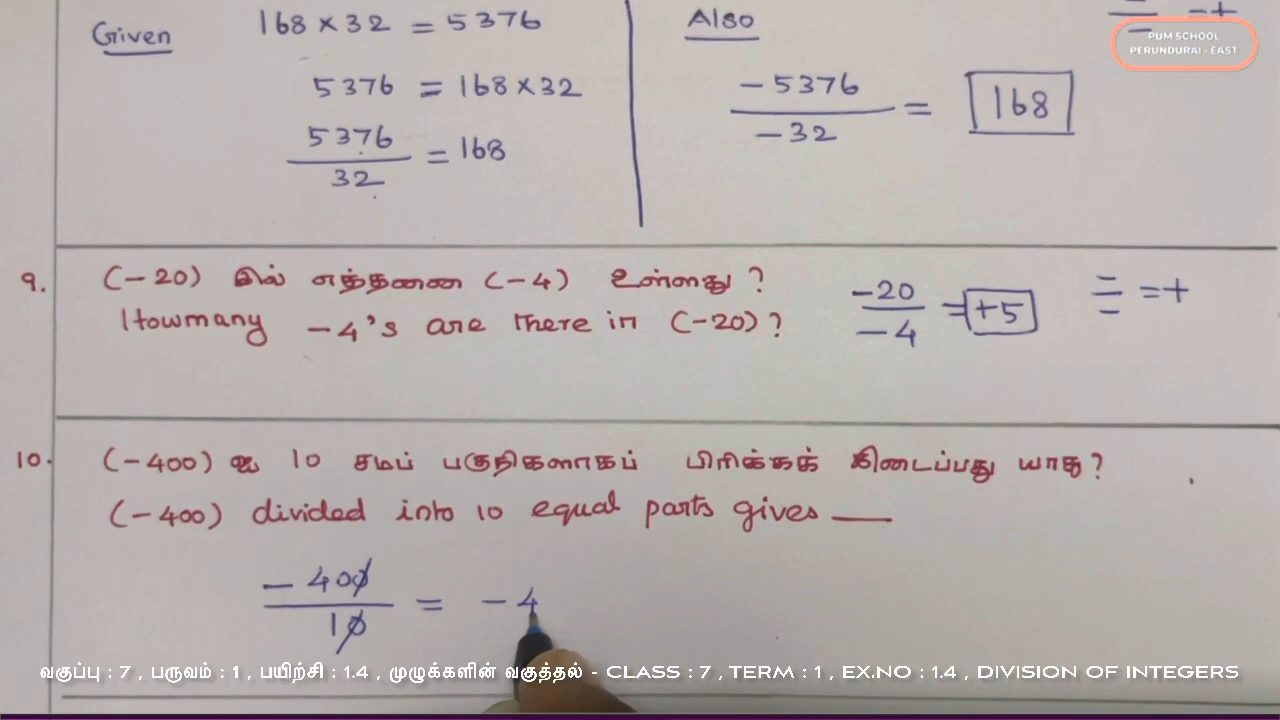 Given 168 × 32 = 5376
5376 = 168 × 32
5376/32 = 168
Also
-5376/-32 = 168
= -+
PUM SCHOOL
PERUNDURAI - EAST
9. (-20) இல் எத்தனை (-4) உள்ளது ?
Howmany -4's are there in (-20) ?
-20/-4 = +5
= = +
10. (-400) ஐ 10 சமப் பகுதிகளாகப் பிரிக்கக் கிடைப்பது யாது ?
(-400) divided into 10 equal parts gives ___
-400/10 = -4
வகுப்பு : 7 , பருவம் : 1 , பயிற்சி : 1.4 , முழுக்களின் வகுத்தல் - CLASS : 7 , TERM : 1 , EX.NO : 1.4 , DIVISION OF INTEGERS